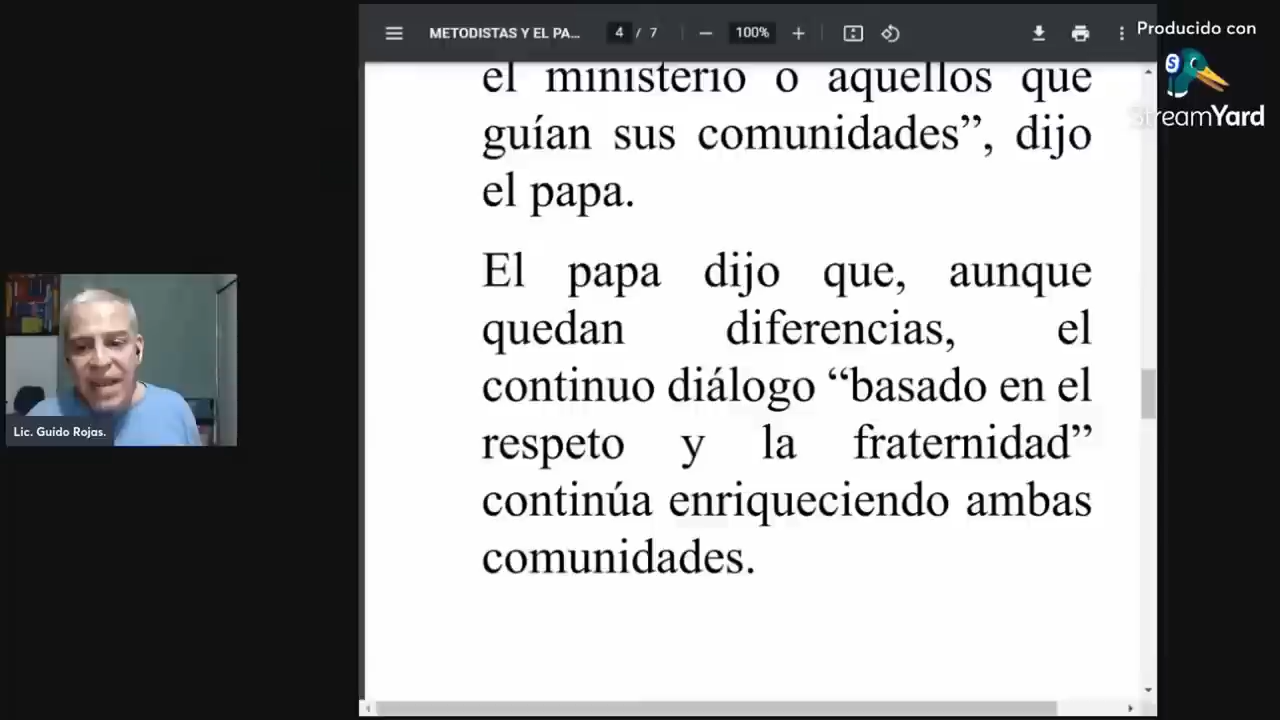 METODISTAS Y EL PA... 4 / 7 100%
Producido con
StreamYard
el ministerio o aquellos que
guían sus comunidades”, dijo
el papa.
El papa dijo que, aunque
quedan diferencias, el
continuo diálogo “basado en el
respeto y la fraternidad”
continúa enriqueciendo ambas
comunidades.
Lic. Guido Rojas.